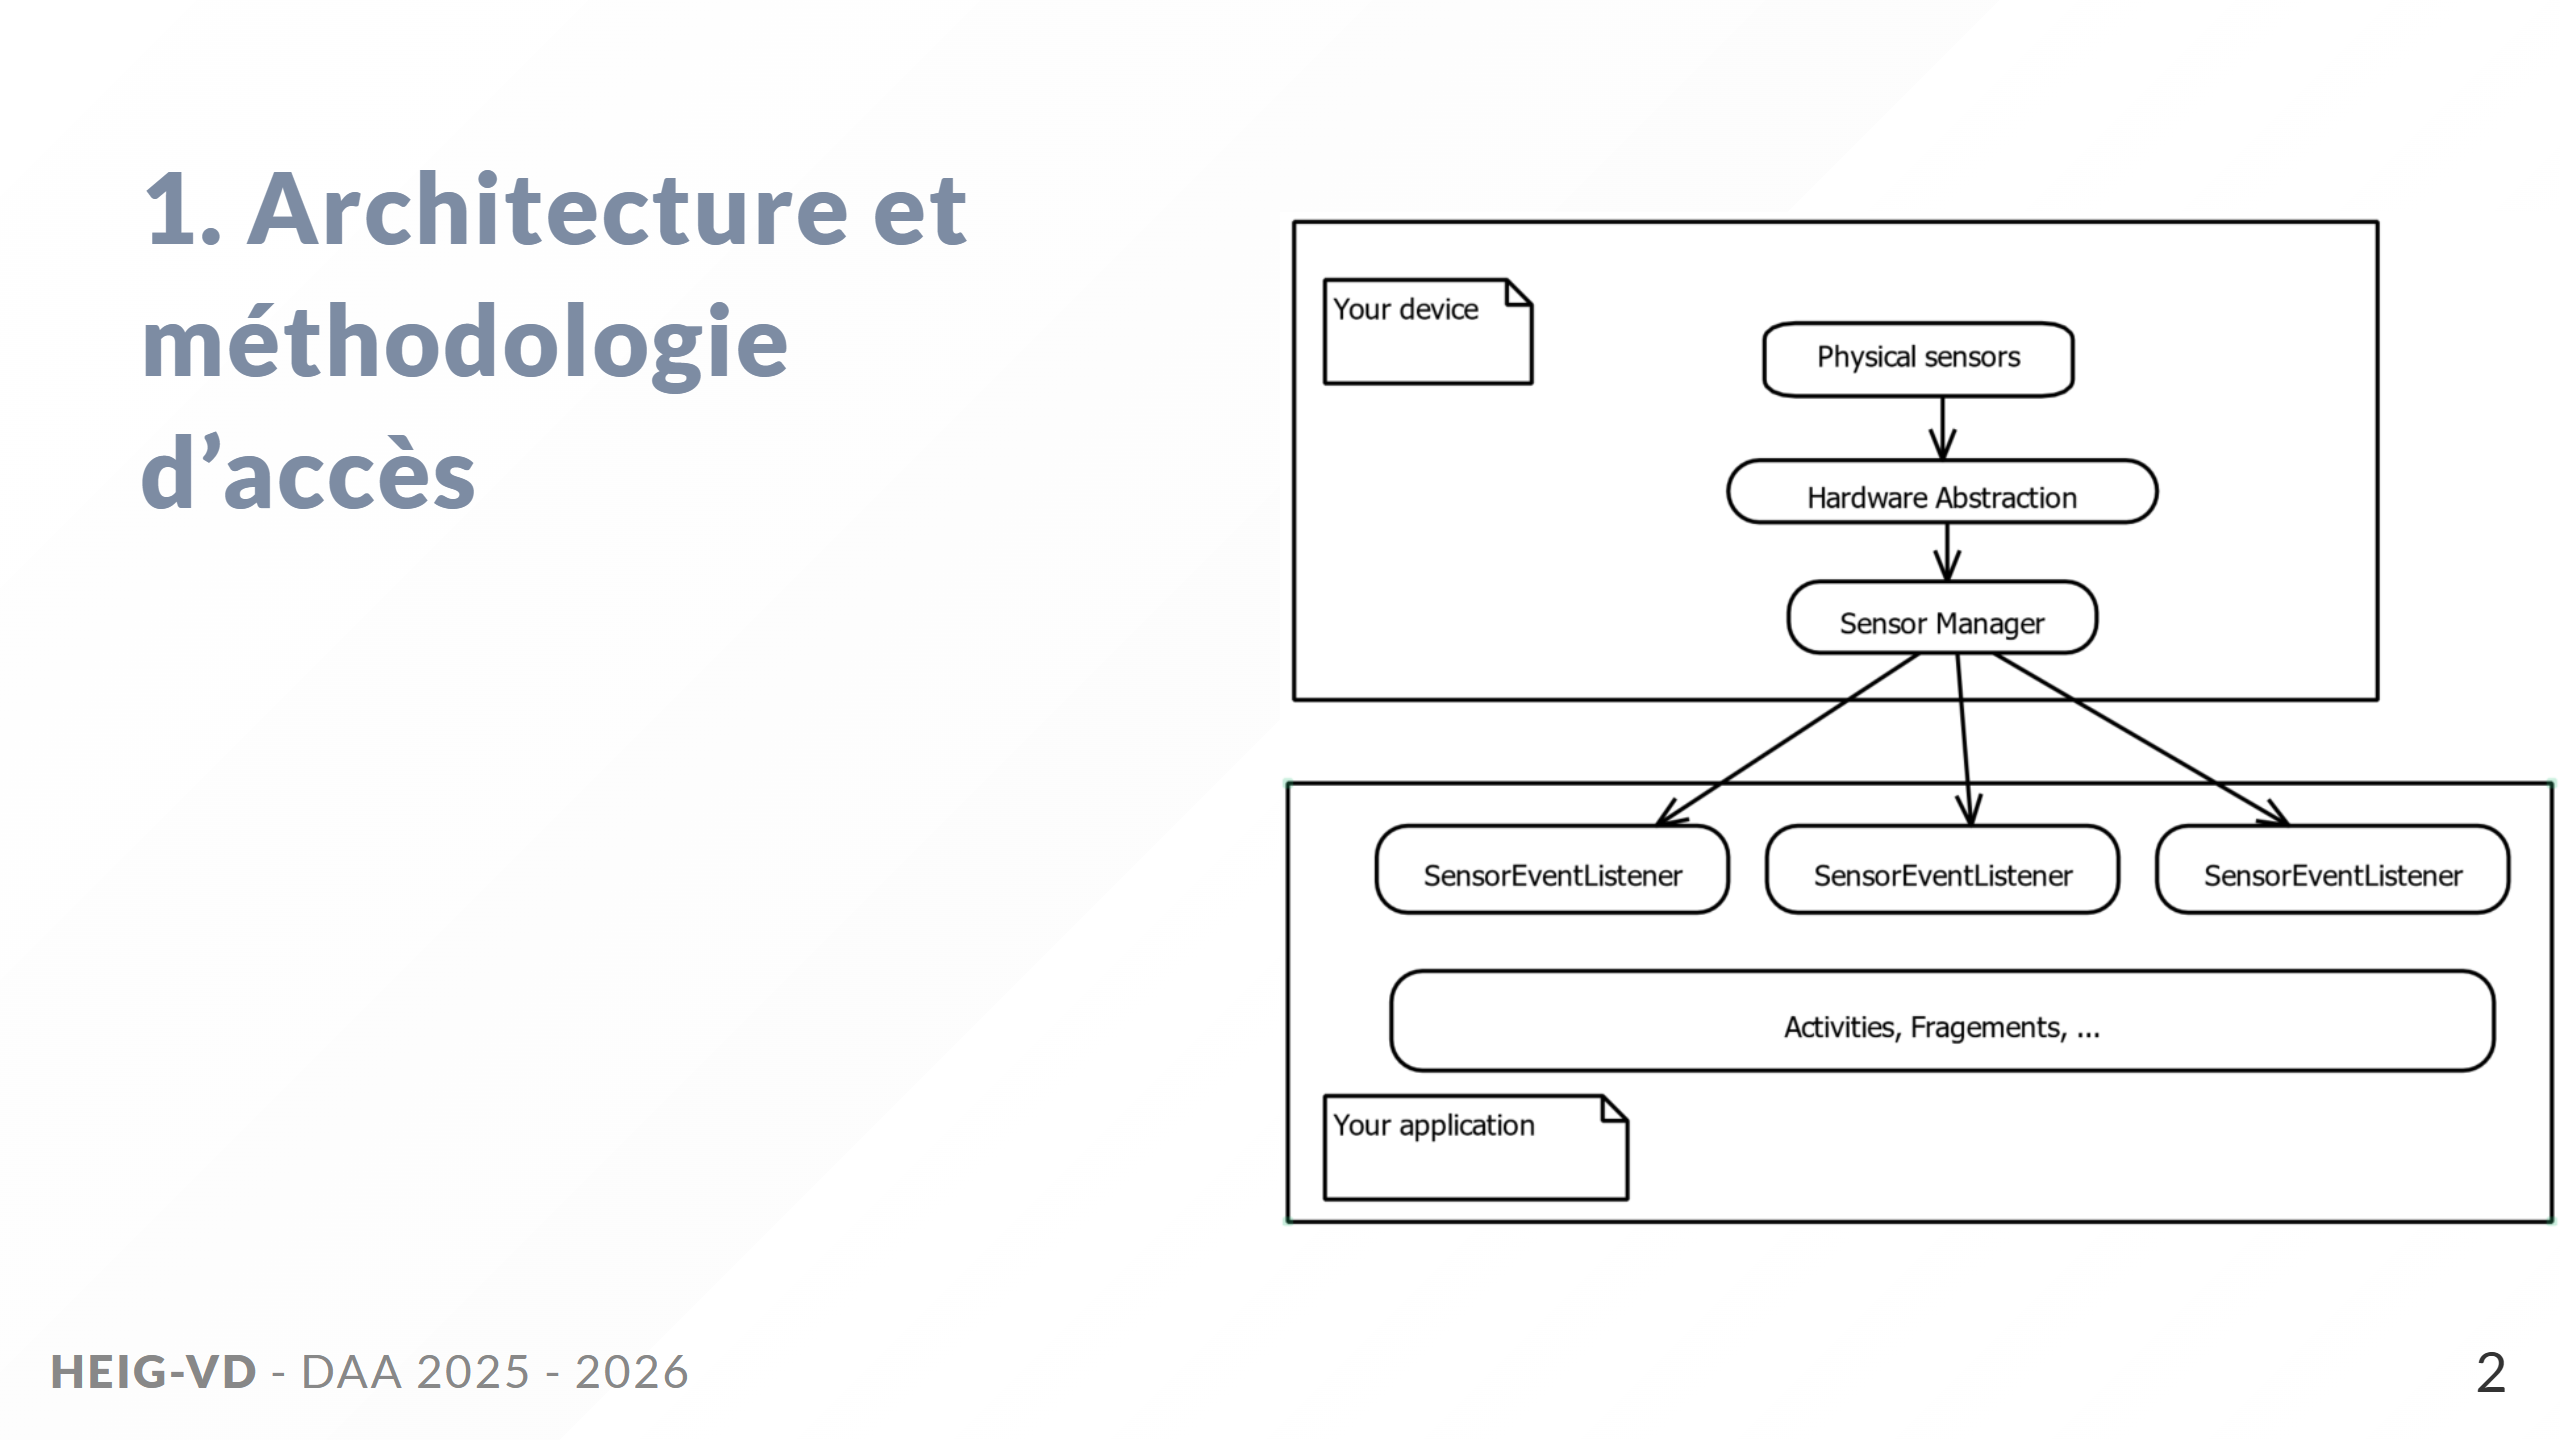 1. Architecture et
méthodologie
d’accès
Your device
Physical sensors
Hardware Abstraction
Sensor Manager
SensorEventListener
SensorEventListener
SensorEventListener
Activities, Fragements, ...
Your application
HEIG-VD - DAA 2025 - 2026
2